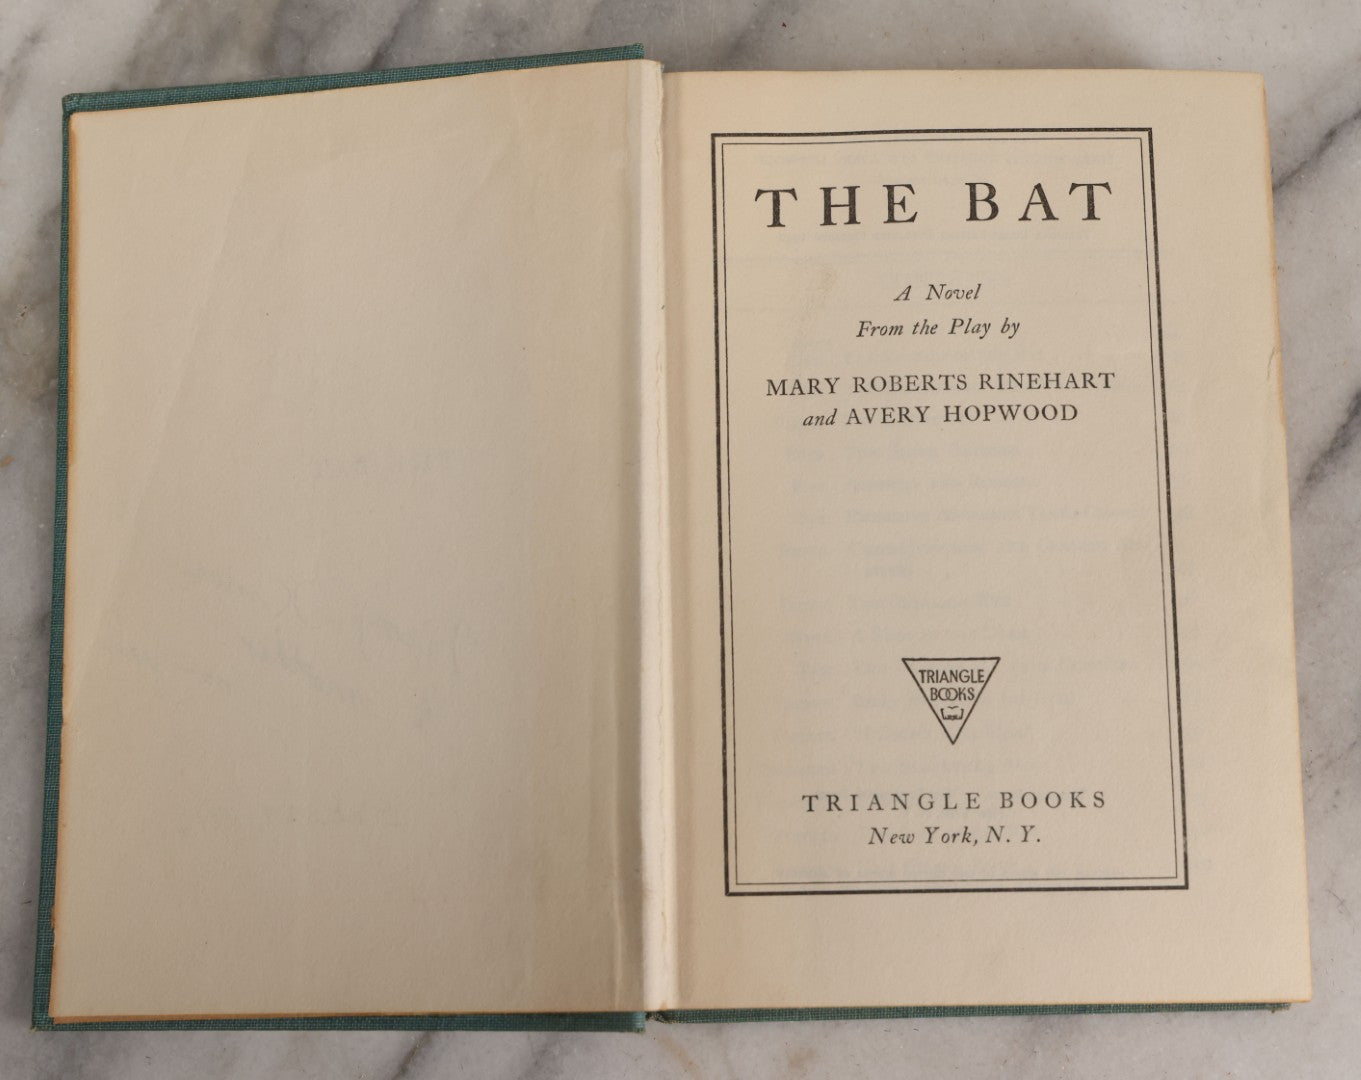 THE BAT
A Novel
From the Play by
MARY ROBERTS RINEHART
and AVERY HOPWOOD
TRIANGLE
BOOKS
TRIANGLE BOOKS
New York, N. Y.